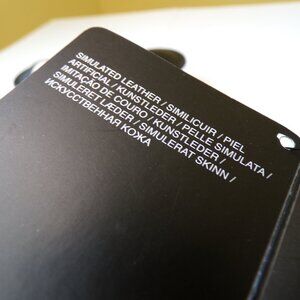 SIMULATED LEATHER / SIMILICUIR / PIEL
ARTIFICIAL / KUNSTLEDER / PELLE SIMULATA /
IMITAÇÃO DE COURO / KUNSTLEDER /
SIMULERET LÆDER / SIMULERAT SKINN /
ИСКУССТВЕННАЯ КОЖА